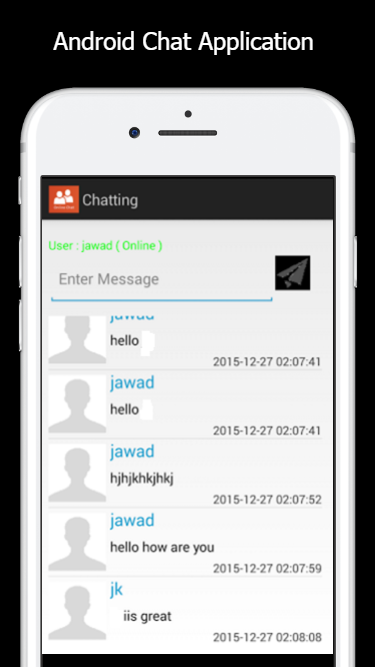 Android Chat Application
Chatting
User : jawad ( Online )
Enter Message
jawad
hello
2015-12-27 02:07:41
jawad
hello
2015-12-27 02:07:41
jawad
hjhjkhkjhkj
2015-12-27 02:07:52
jawad
hello how are you
2015-12-27 02:07:59
jk
iis great
2015-12-27 02:08:08